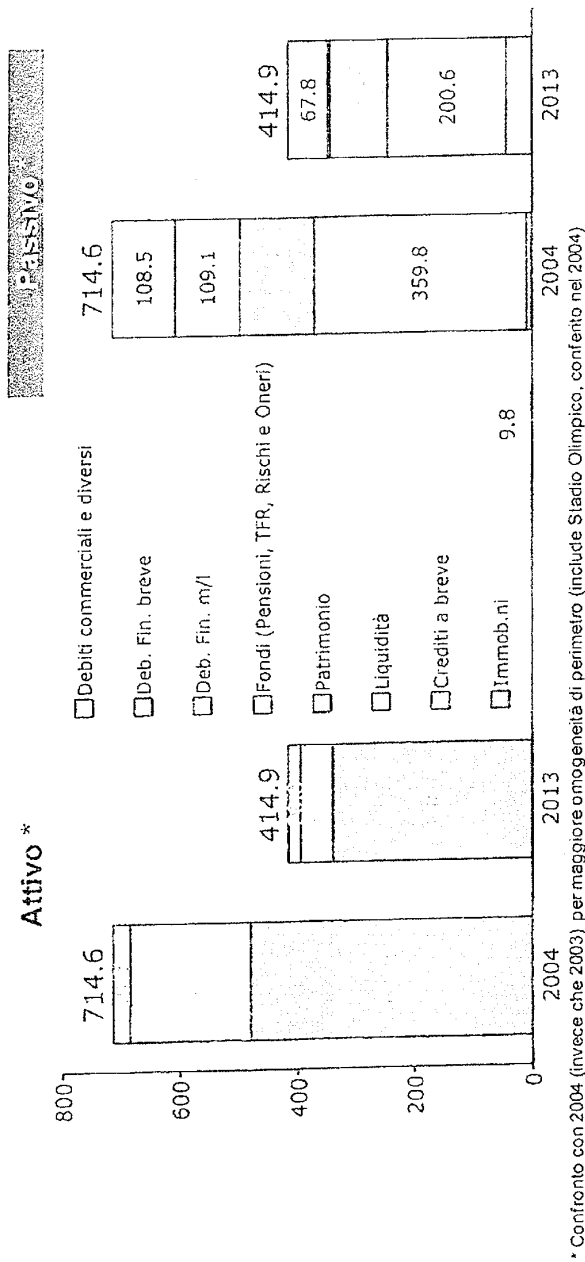 Attivo *
Passivo
800
600
400
200
0
714.6
414.9
2004
2013
Debiti commerciali e diversi
Deb. Fin. breve
Deb. Fin. m/l
Fondi (Pensioni, TFR, Rischi e Oneri)
Patrimonio
Liquidità
Crediti a breve
Immob.ni
714.6
108.5
109.1
359.8
9.8
2004
414.9
67.8
200.6
2013
* Confronto con 2004 (invece che 2003) per maggiore omogeneità di perimetro (include Stadio Olimpico, conferito nel 2004)